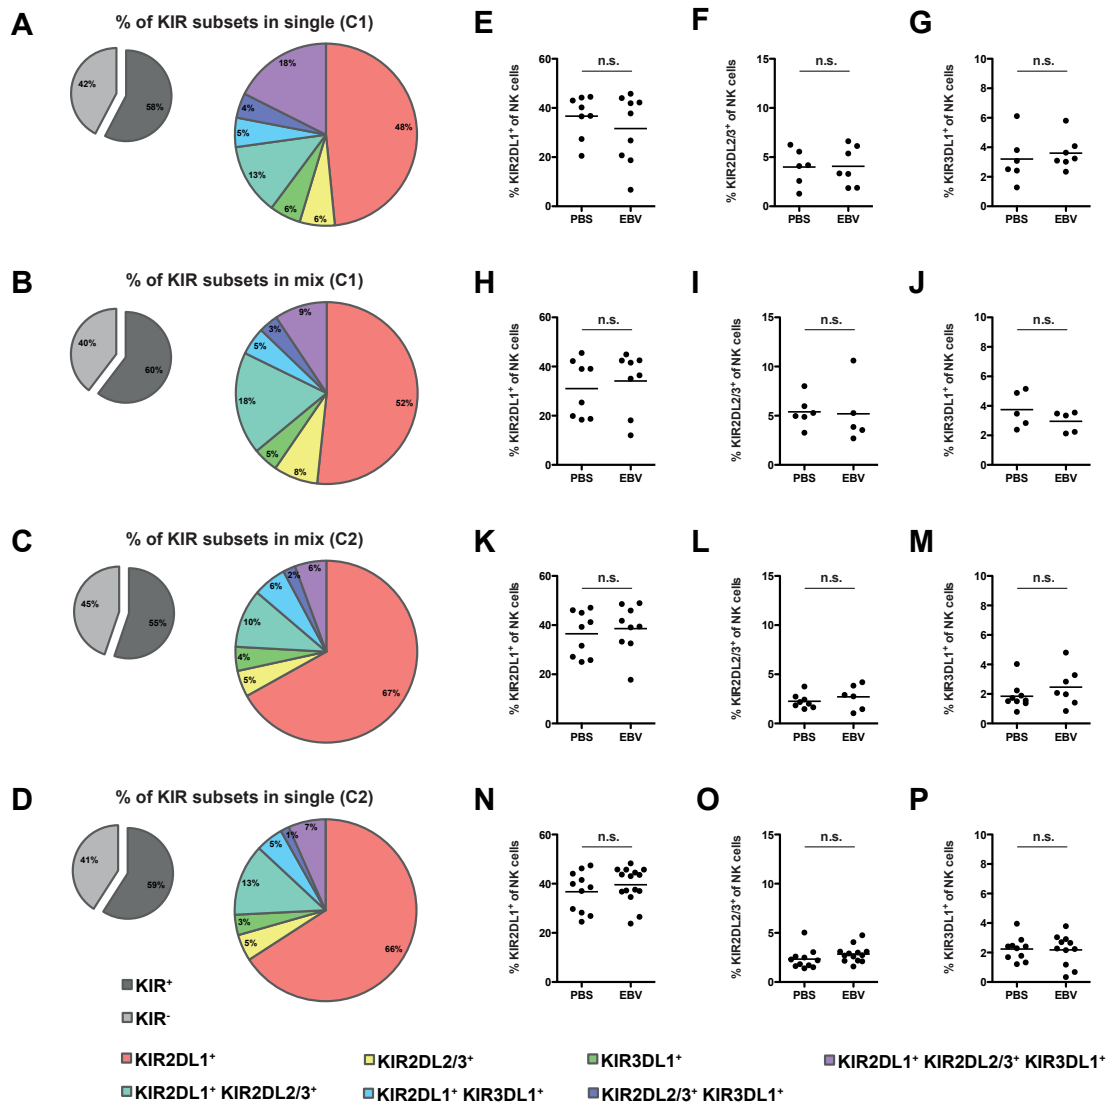 A
% of KIR subsets in single (C1)
42%
58%
18%
4%
5%
13%
6%
6%
48%
E
% KIR2DL1⁺ of NK cells
60
40
20
0
n.s.
PBS
EBV
F
% KIR2DL2/3⁺ of NK cells
15
10
5
0
n.s.
PBS
EBV
G
% KIR3DL1⁺ of NK cells
10
8
6
4
2
0
n.s.
PBS
EBV
B
% of KIR subsets in mix (C1)
40%
60%
9%
3%
5%
18%
5%
8%
52%
H
% KIR2DL1⁺ of NK cells
60
40
20
0
n.s.
PBS
EBV
I
% KIR2DL2/3⁺ of NK cells
15
10
5
0
n.s.
PBS
EBV
J
% KIR3DL1⁺ of NK cells
10
8
6
4
2
0
n.s.
PBS
EBV
C
% of KIR subsets in mix (C2)
45%
55%
6%
2%
6%
10%
4%
5%
67%
K
% KIR2DL1⁺ of NK cells
60
40
20
0
n.s.
PBS
EBV
L
% KIR2DL2/3⁺ of NK cells
15
10
5
0
n.s.
PBS
EBV
M
% KIR3DL1⁺ of NK cells
10
8
6
4
2
0
n.s.
PBS
EBV
D
% of KIR subsets in single (C2)
41%
59%
7%
1%
5%
13%
3%
5%
66%
N
% KIR2DL1⁺ of NK cells
60
40
20
0
n.s.
PBS
EBV
O
% KIR2DL2/3⁺ of NK cells
15
10
5
0
n.s.
PBS
EBV
P
% KIR3DL1⁺ of NK cells
10
8
6
4
2
0
n.s.
PBS
EBV
KIR⁺
KIR⁻
KIR2DL1⁺
KIR2DL2/3⁺
KIR3DL1⁺
KIR2DL1⁺ KIR2DL2/3⁺ KIR3DL1⁺
KIR2DL1⁺ KIR2DL2/3⁺
KIR2DL1⁺ KIR3DL1⁺
KIR2DL2/3⁺ KIR3DL1⁺